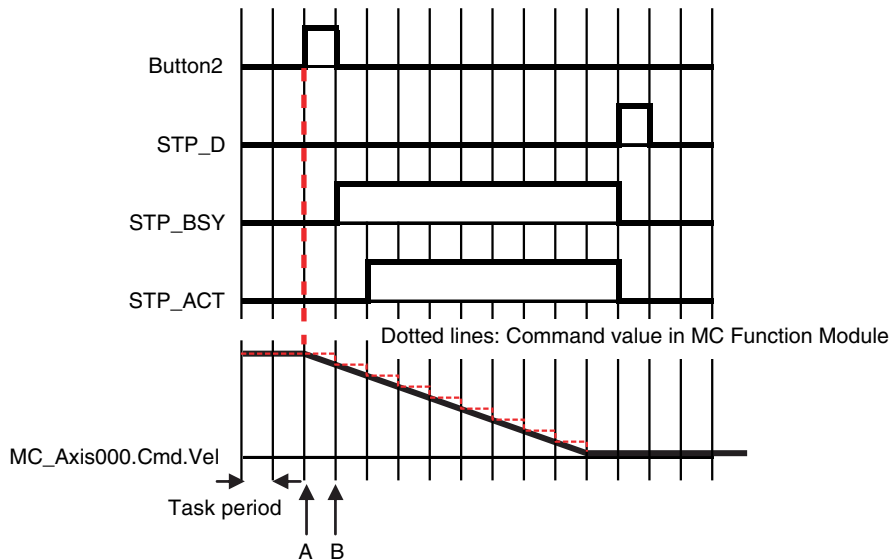 Button2
STP_D
STP_BSY
STP_ACT
Dotted lines: Command value in MC Function Module
MC_Axis000.Cmd.Vel
Task period
A B